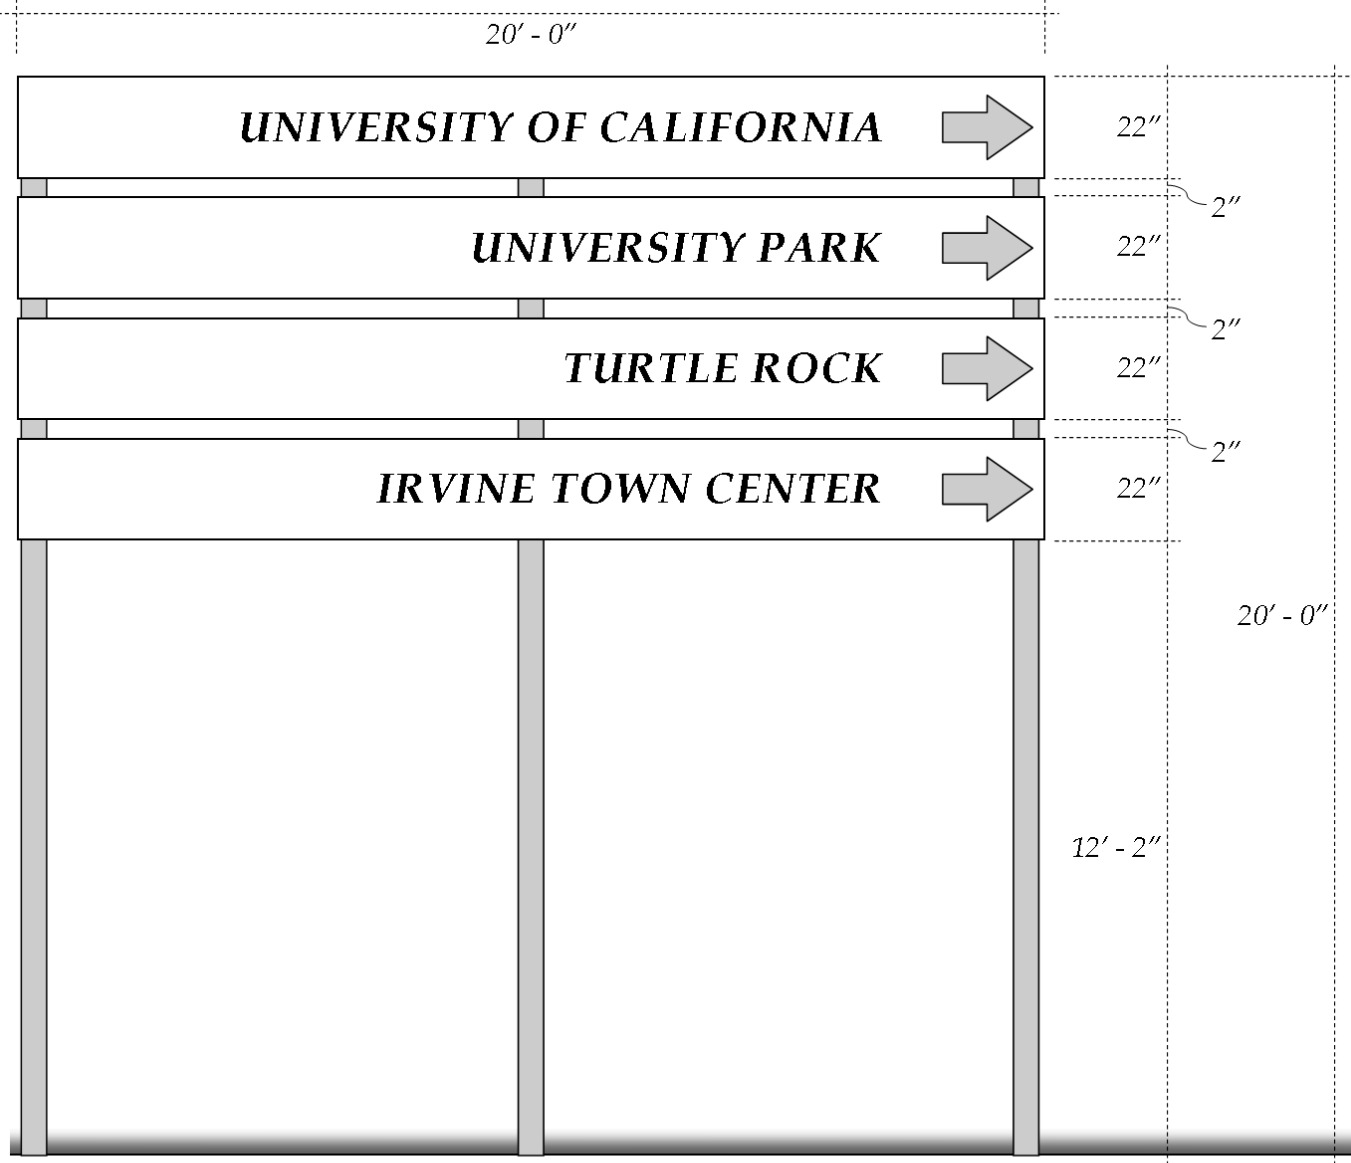 20′ - 0″
UNIVERSITY OF CALIFORNIA
22″
2″
UNIVERSITY PARK
22″
2″
TURTLE ROCK
22″
2″
IRVINE TOWN CENTER
22″
20′ - 0″
12′ - 2″